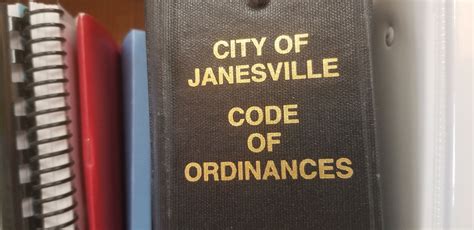 CITY OF
JANESVILLE
CODE
OF
ORDINANCES